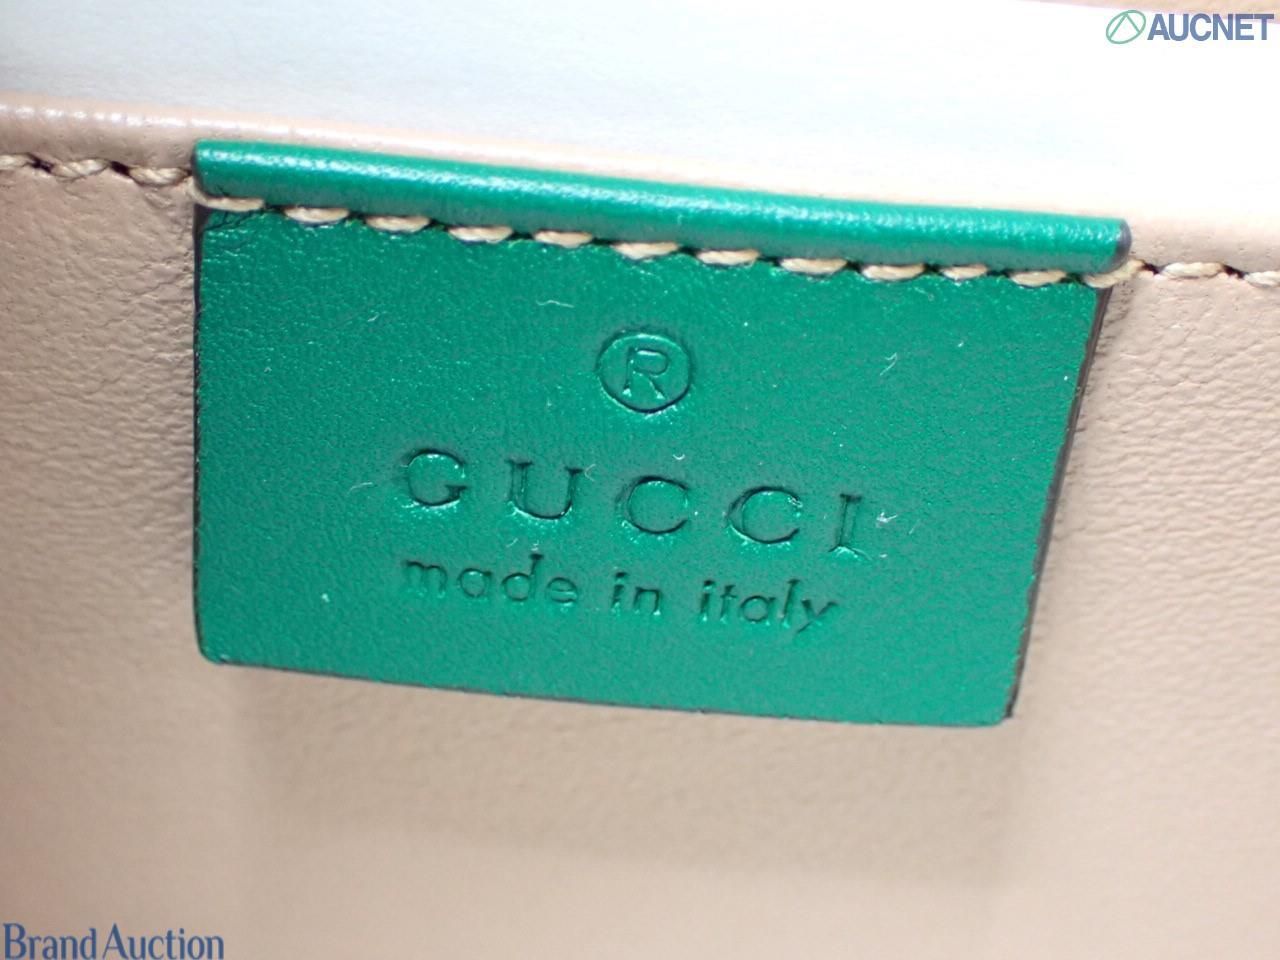 AUCNET
®
GUCCI
made in italy
Brand Auction